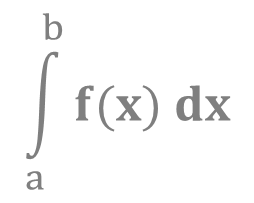 b
∫ f(x) dx
a